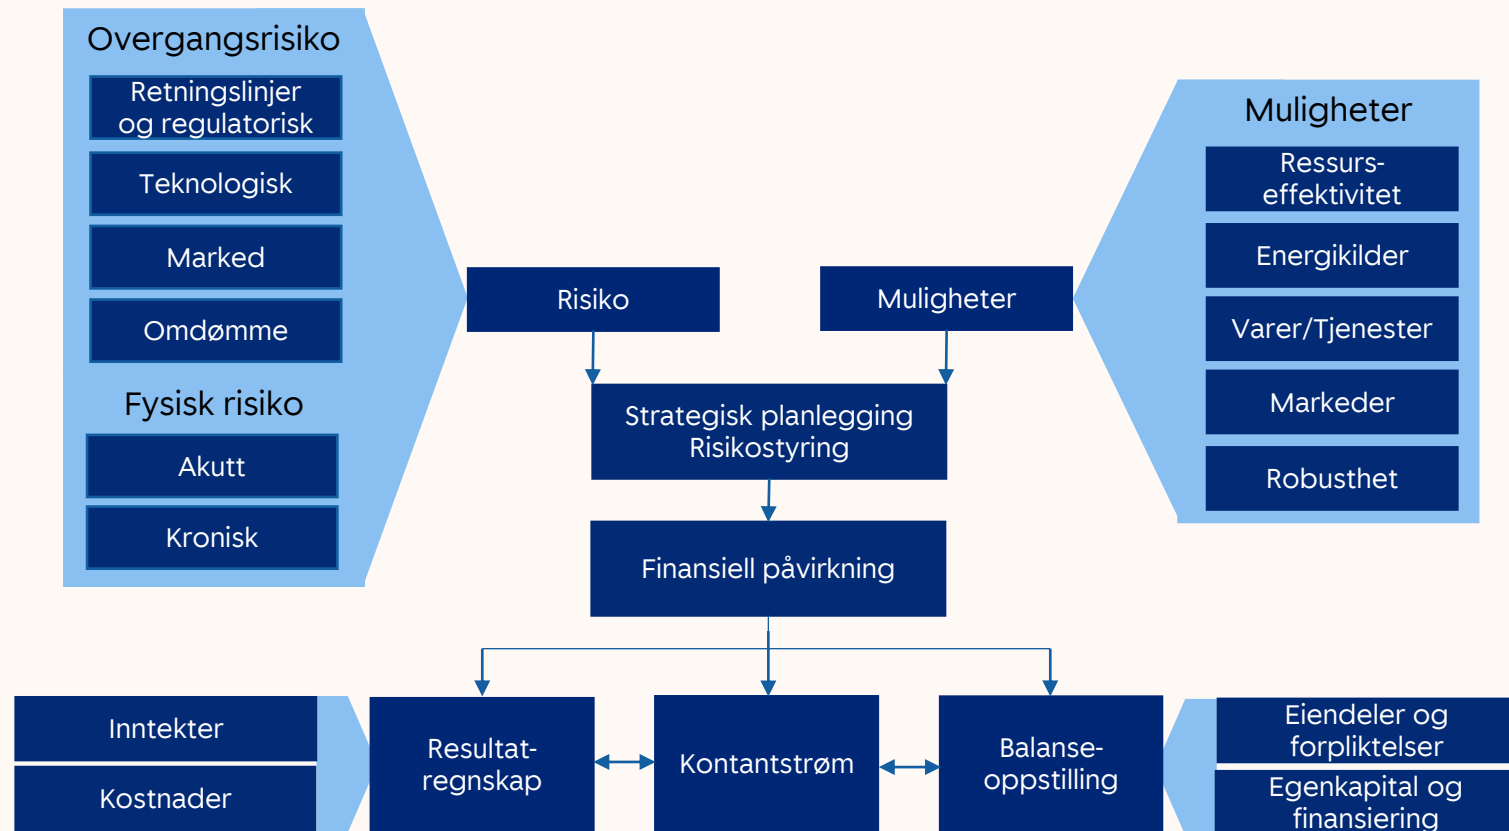 Overgangsrisiko
Retningslinjer
og regulatorisk
Teknologisk
Marked
Omdømme
Fysisk risiko
Akutt
Kronisk
Risiko
Muligheter
Muligheter
Ressurs-
effektivitet
Energikilder
Varer/Tjenester
Markeder
Robusthet
Strategisk planlegging
Risikostyring
Finansiell påvirkning
Inntekter
Kostnader
Resultat-
regnskap
Kontantstrøm
Balanse-
oppstilling
Eiendeler og
forpliktelser
Egenkapital og
finansiering